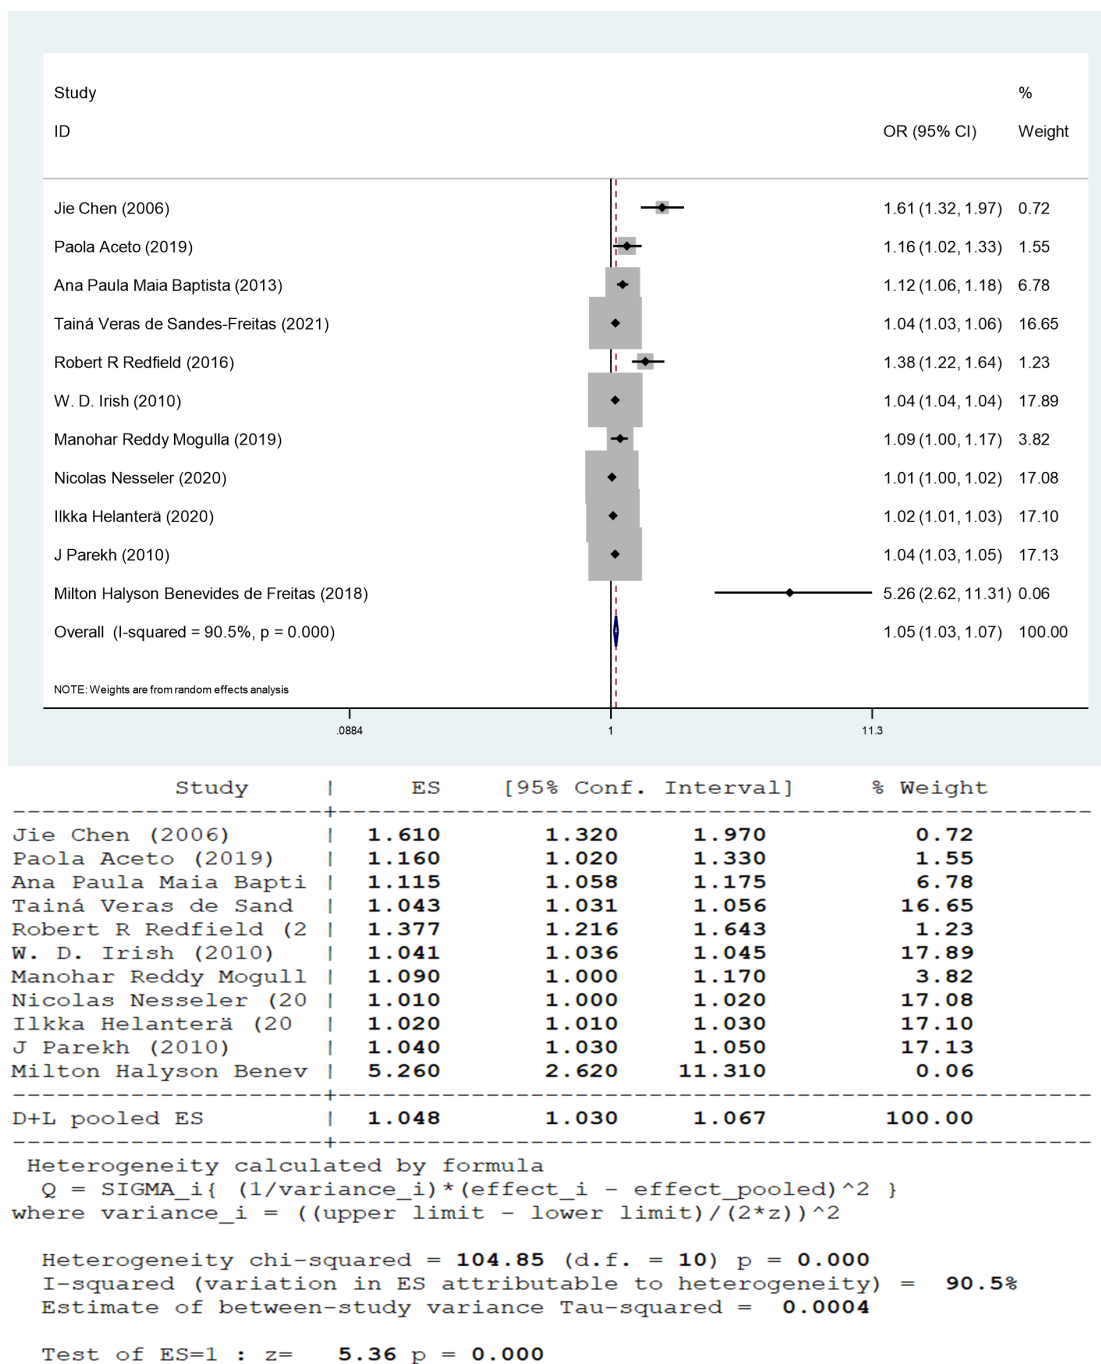 Study %
ID OR (95% CI) Weight
Jie Chen (2006) 1.61 (1.32, 1.97) 0.72
Paola Aceto (2019) 1.16 (1.02, 1.33) 1.55
Ana Paula Maia Baptista (2013) 1.12 (1.06, 1.18) 6.78
Tainá Veras de Sandes-Freitas (2021) 1.04 (1.03, 1.06) 16.65
Robert R Redfield (2016) 1.38 (1.22, 1.64) 1.23
W. D. Irish (2010) 1.04 (1.04, 1.04) 17.89
Manohar Reddy Mogulla (2019) 1.09 (1.00, 1.17) 3.82
Nicolas Nesseler (2020) 1.01 (1.00, 1.02) 17.08
Ilkka Helanterä (2020) 1.02 (1.01, 1.03) 17.10
J Parekh (2010) 1.04 (1.03, 1.05) 17.13
Milton Halyson Benevides de Freitas (2018) 5.26 (2.62, 11.31) 0.06
Overall (I-squared = 90.5%, p = 0.000) 1.05 (1.03, 1.07) 100.00
NOTE: Weights are from random effects analysis
.0884 1 11.3
Study | ES [95% Conf. Interval] % Weight
---------------------+---------------------------------------------------
Jie Chen (2006) | 1.610 1.320 1.970 0.72
Paola Aceto (2019) | 1.160 1.020 1.330 1.55
Ana Paula Maia Bapti | 1.115 1.058 1.175 6.78
Tainá Veras de Sand | 1.043 1.031 1.056 16.65
Robert R Redfield (2 | 1.377 1.216 1.643 1.23
W. D. Irish (2010) | 1.041 1.036 1.045 17.89
Manohar Reddy Mogull | 1.090 1.000 1.170 3.82
Nicolas Nesseler (20 | 1.010 1.000 1.020 17.08
Ilkka Helanterä (20 | 1.020 1.010 1.030 17.10
J Parekh (2010) | 1.040 1.030 1.050 17.13
Milton Halyson Benev | 5.260 2.620 11.310 0.06
---------------------+---------------------------------------------------
D+L pooled ES | 1.048 1.030 1.067 100.00
---------------------+---------------------------------------------------
Heterogeneity calculated by formula
Q = SIGMA_i{ (1/variance_i)*(effect_i - effect_pooled)^2 }
where variance_i = ((upper limit - lower limit)/(2*z))^2
Heterogeneity chi-squared = 104.85 (d.f. = 10) p = 0.000
I-squared (variation in ES attributable to heterogeneity) = 90.5%
Estimate of between-study variance Tau-squared = 0.0004
Test of ES=1 : z= 5.36 p = 0.000